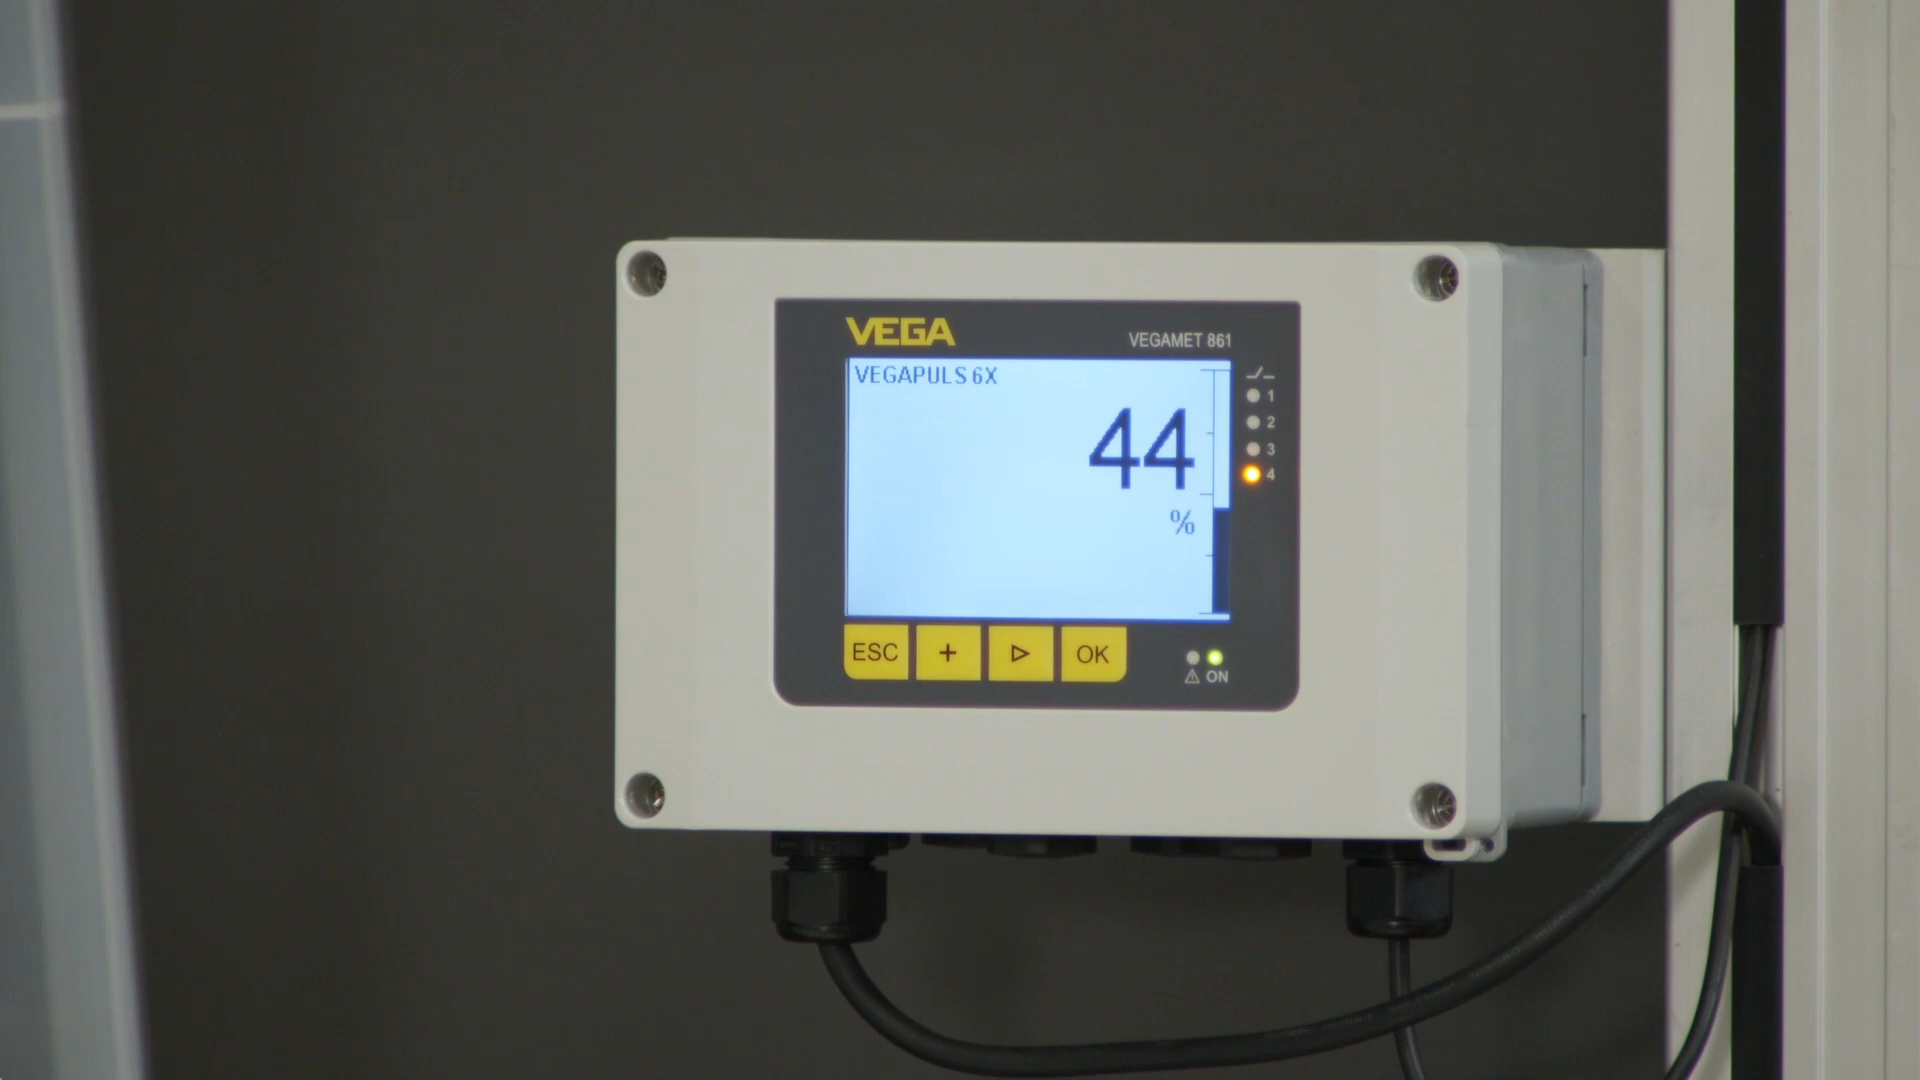 VEGA
VEGAMET 861
VEGAPULS 6X
44
%
1
2
3
4
ESC + ▷ OK
⚠ ON